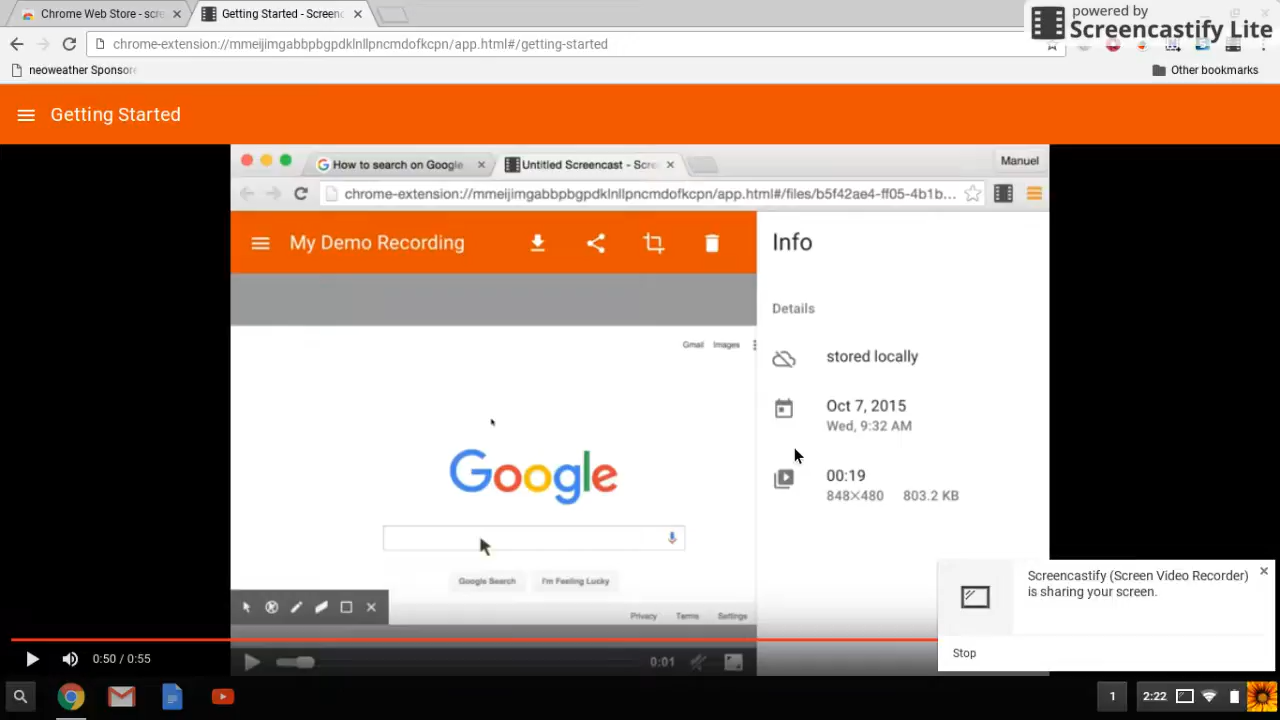 Chrome Web Store - scre
Getting Started - Screenc
powered by
Screencastify Lite
chrome-extension://mmeijimgabbpbgpdklnllpncmdofkcpn/app.html#/getting-started
neoweather Sponsore
Other bookmarks
Getting Started
How to search on Google
Untitled Screencast - Scre
Manuel
chrome-extension://mmeijimgabbpbgpdklnllpncmdofkcpn/app.html#/files/b5f42ae4-ff05-4b1b...
My Demo Recording
Info
Details
Gmail Images
stored locally
Oct 7, 2015
Wed, 9:32 AM
Google
00:19
848×480 803.2 KB
Google Search I'm Feeling Lucky
Privacy Terms Settings
Screencastify (Screen Video Recorder)
is sharing your screen.
Stop
0:50 / 0:55
0:01
1
2:22